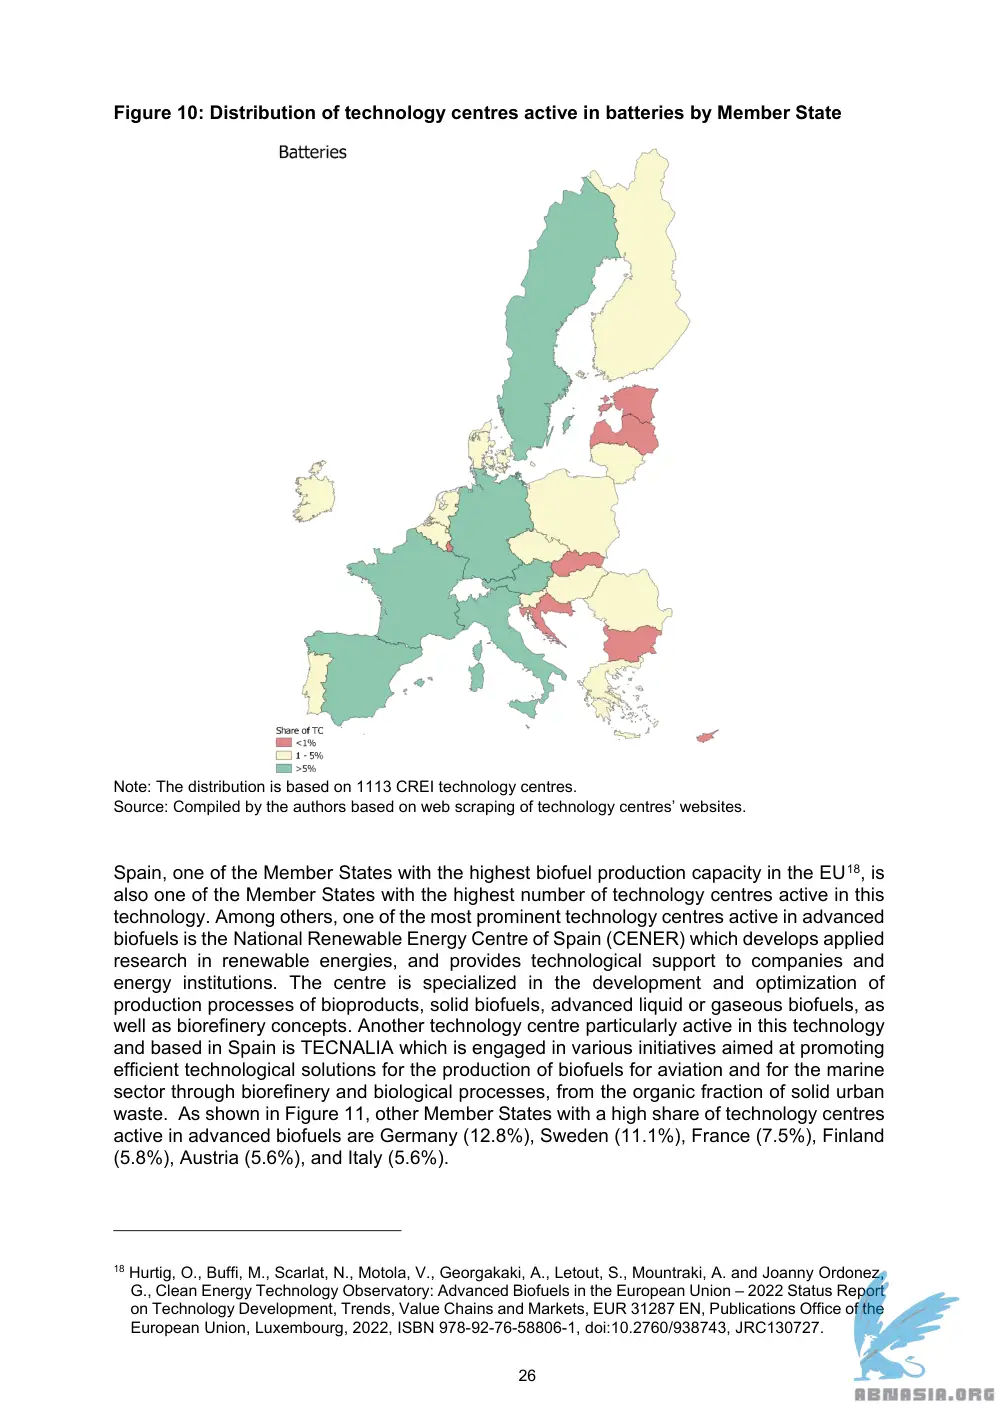 Figure 10: Distribution of technology centres active in batteries by Member State
Batteries
Share of TC
<1%
1 - 5%
>5%
Note: The distribution is based on 1113 CREI technology centres.
Source: Compiled by the authors based on web scraping of technology centres’ websites.
Spain, one of the Member States with the highest biofuel production capacity in the EU18, is
also one of the Member States with the highest number of technology centres active in this
technology. Among others, one of the most prominent technology centres active in advanced
biofuels is the National Renewable Energy Centre of Spain (CENER) which develops applied
research in renewable energies, and provides technological support to companies and
energy institutions. The centre is specialized in the development and optimization of
production processes of bioproducts, solid biofuels, advanced liquid or gaseous biofuels, as
well as biorefinery concepts. Another technology centre particularly active in this technology
and based in Spain is TECNALIA which is engaged in various initiatives aimed at promoting
efficient technological solutions for the production of biofuels for aviation and for the marine
sector through biorefinery and biological processes, from the organic fraction of solid urban
waste.  As shown in Figure 11, other Member States with a high share of technology centres
active in advanced biofuels are Germany (12.8%), Sweden (11.1%), France (7.5%), Finland
(5.8%), Austria (5.6%), and Italy (5.6%).
18 Hurtig, O., Buffi, M., Scarlat, N., Motola, V., Georgakaki, A., Letout, S., Mountraki, A. and Joanny Ordonez,
G., Clean Energy Technology Observatory: Advanced Biofuels in the European Union – 2022 Status Report
on Technology Development, Trends, Value Chains and Markets, EUR 31287 EN, Publications Office of the
European Union, Luxembourg, 2022, ISBN 978-92-76-58806-1, doi:10.2760/938743, JRC130727.
26
ABNASIA.ORG